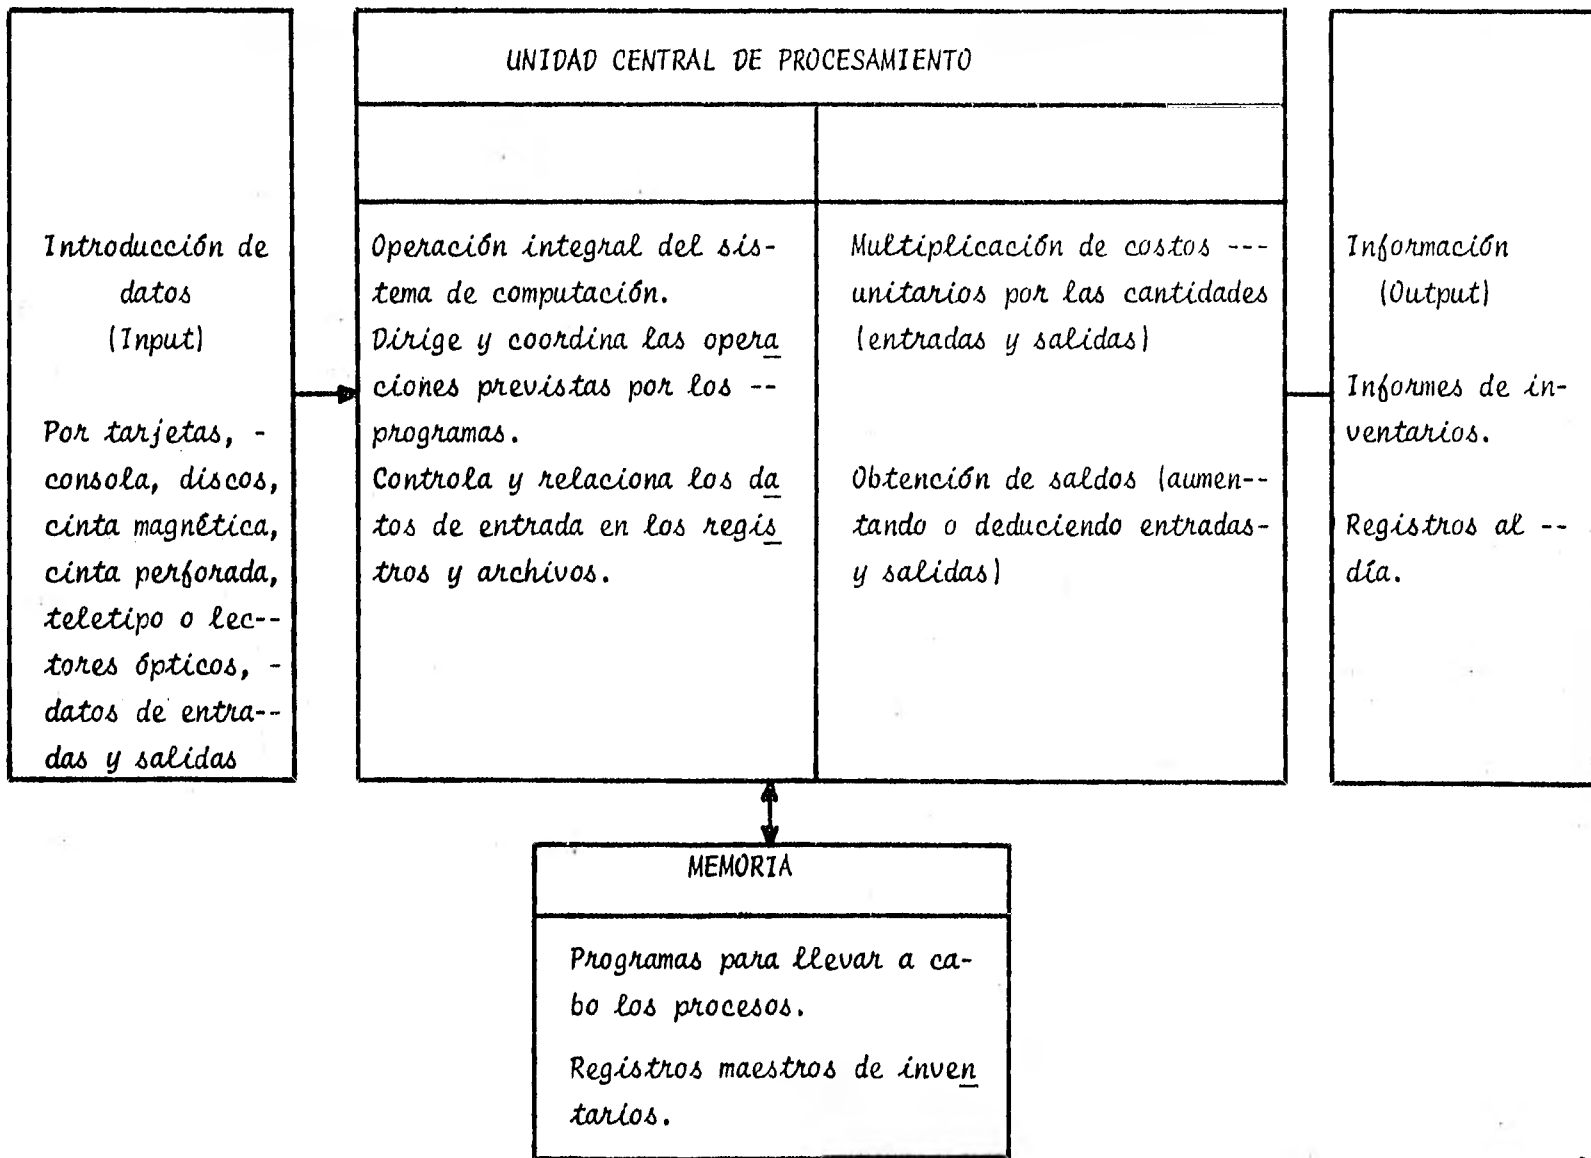 UNIDAD CENTRAL DE PROCESAMIENTO
Introducción de
datos
(Input)
Por tarjetas, -
consola, discos,
cinta magnética,
cinta perforada,
teletipo o lec--
tores ópticos, -
datos de entra--
das y salidas
Operación integral del sis-
tema de computación.
Dirige y coordina las opera
ciones previstas por los --
programas.
Controla y relaciona los da
tos de entrada en los regis
tros y archivos.
Multiplicación de costos ---
unitarios por las cantidades
(entradas y salidas)
Obtención de saldos (aumen--
tando o deduciendo entradas-
y salidas)
Información
(Output)
Informes de in-
ventarios.
Registros al --
día.
MEMORIA
Programas para llevar a ca-
bo los procesos.
Registros maestros de inven
tarios.